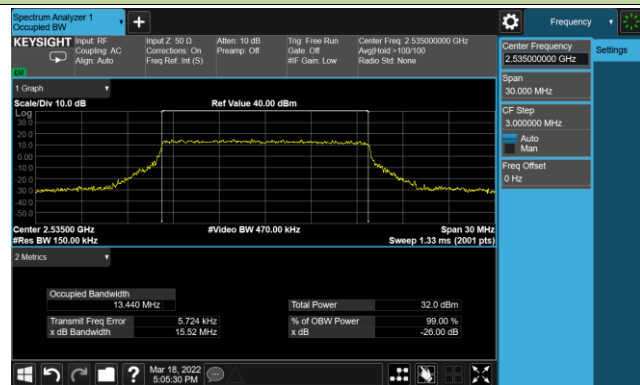 Spectrum Analyzer 1
Occupied BW
Frequency
KEYSIGHT
Input: RF
Coupling: AC
Align: Auto
Input Z: 50 Ω
Corrections: On
Freq Ref: Int (S)
Atten: 10 dB
Preamp: Off
Trig: Free Run
Gate: Off
#IF Gain: Low
Center Freq: 2.535000000 GHz
Avg|Hold:>100/100
Radio Std: None
Center Frequency
2.535000000 GHz
Settings
Span
30.000 MHz
CF Step
3.000000 MHz
Auto
Man
Freq Offset
0 Hz
1 Graph
Scale/Div 10.0 dB
Ref Value 40.00 dBm
Log
30.0
20.0
10.0
0.00
-10.0
-20.0
-30.0
-40.0
-50.0
Center 2.53500 GHz
#Video BW 470.00 kHz
Span 30 MHz
#Res BW 150.00 kHz
Sweep 1.33 ms (2001 pts)
2 Metrics
Occupied Bandwidth
13.440 MHz
Total Power
32.0 dBm
Transmit Freq Error
5.724 kHz
% of OBW Power
99.00 %
x dB Bandwidth
15.52 MHz
x dB
-26.00 dB
?
Mar 18, 2022
5:05:30 PM